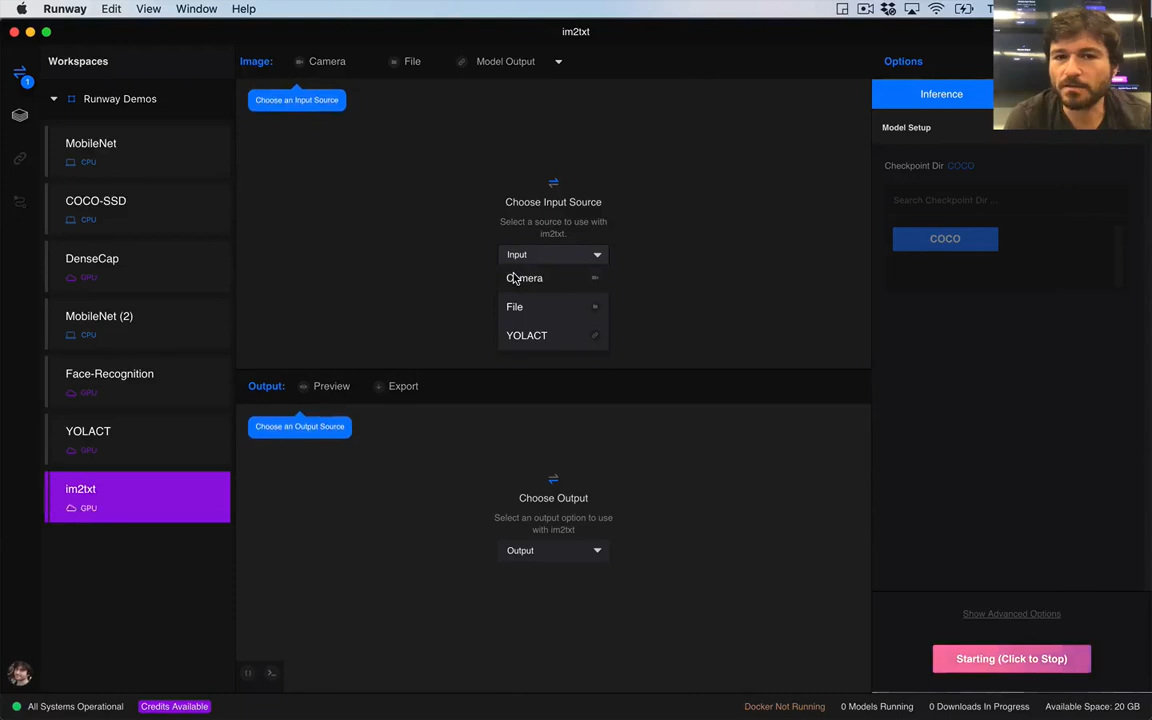 Runway File Edit View Window Help
im2txt
Workspaces
Image: Camera File Model Output
Options
Choose an Input Source
Runway Demos
Inference
Model Setup
MobileNet
CPU
Checkpoint Dir COCO
Search Checkpoint Dir ...
COCO
COCO-SSD
CPU
DenseCap
GPU
MobileNet (2)
CPU
Face-Recognition
GPU
YOLACT
GPU
im2txt
GPU
Choose Input Source
Select a source to use with
im2txt.
Input
Camera
File
YOLACT
Output: Preview Export
Choose an Output Source
Choose Output
Select an output option to use
with im2txt
Output
Show Advanced Options
Starting (Click to Stop)
1
All Systems Operational Credits Available Docker Not Running 0 Models Running 0 Downloads In Progress Available Space: 20 GB